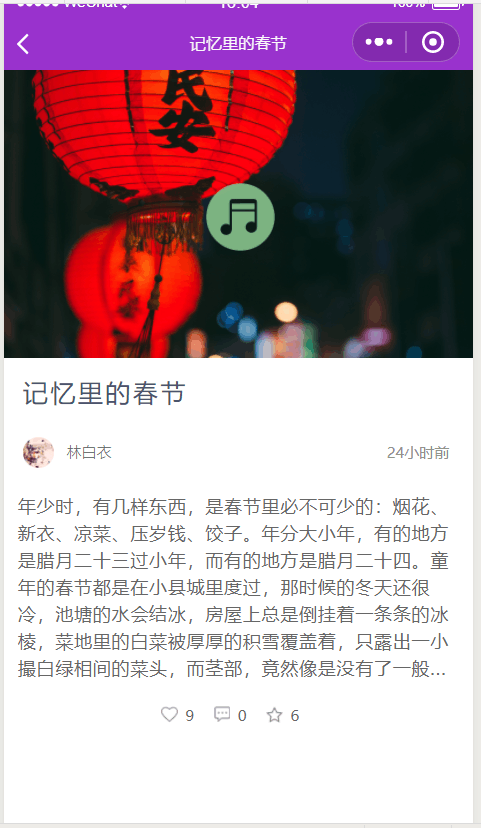 WeChat
记忆里的春节
民
安
记忆里的春节
林白衣
24小时前
年少时，有几样东西，是春节里必不可少的：烟花、
新衣、凉菜、压岁钱、饺子。年分大小年，有的地方
是腊月二十三过小年，而有的地方是腊月二十四。童
年的春节都是在小县城里度过，那时候的冬天还很
冷，池塘的水会结冰，房屋上总是倒挂着一条条的冰
棱，菜地里的白菜被厚厚的积雪覆盖着，只露出一小
撮白绿相间的菜头，而茎部，竟然像是没有了一般...
9 0 6